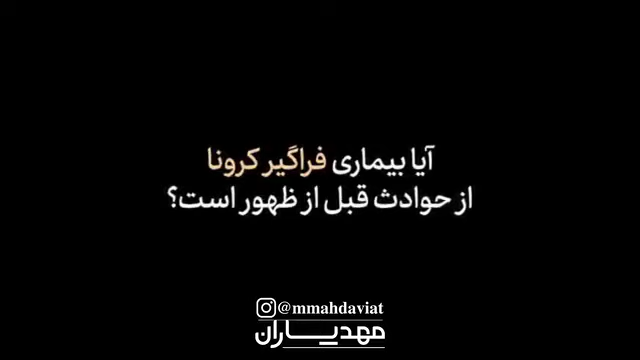 آیا بیماری فراگیر کرونا
از حوادث قبل از ظهور است؟
@mmahdaviat
مهدیاران